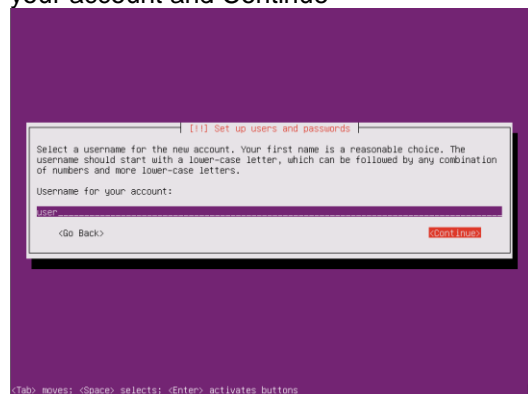 your account and Continue
[!!] Set up users and passwords
Select a username for the new account. Your first name is a reasonable choice. The
username should start with a lower-case letter, which can be followed by any combination
of numbers and more lower-case letters.
Username for your account:
user
<Go Back> <Continue>
<Tab> moves; <Space> selects; <Enter> activates buttons